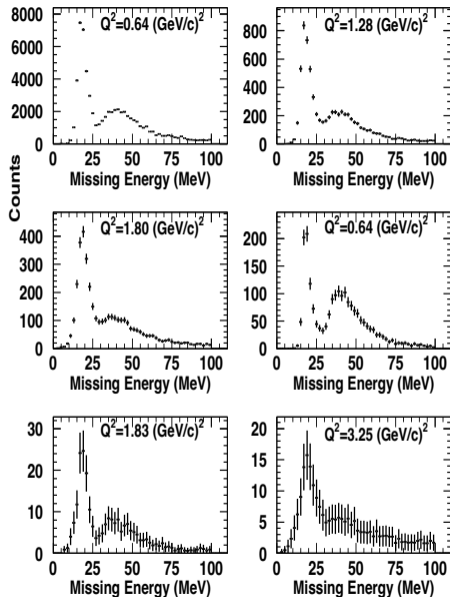 Q²=0.64 (GeV/c)²
8000
6000
4000
2000
0
0 25 50 75 100
Missing Energy (MeV)
Q²=1.28 (GeV/c)²
800
600
400
200
0
0 25 50 75 100
Missing Energy (MeV)
Counts
Q²=1.80 (GeV/c)²
400
300
200
100
0
0 25 50 75 100
Missing Energy (MeV)
Q²=0.64 (GeV/c)²
200
150
100
50
0
0 25 50 75 100
Missing Energy (MeV)
Q²=1.83 (GeV/c)²
30
20
10
0
0 25 50 75 100
Missing Energy (MeV)
Q²=3.25 (GeV/c)²
20
15
10
5
0
0 25 50 75 100
Missing Energy (MeV)